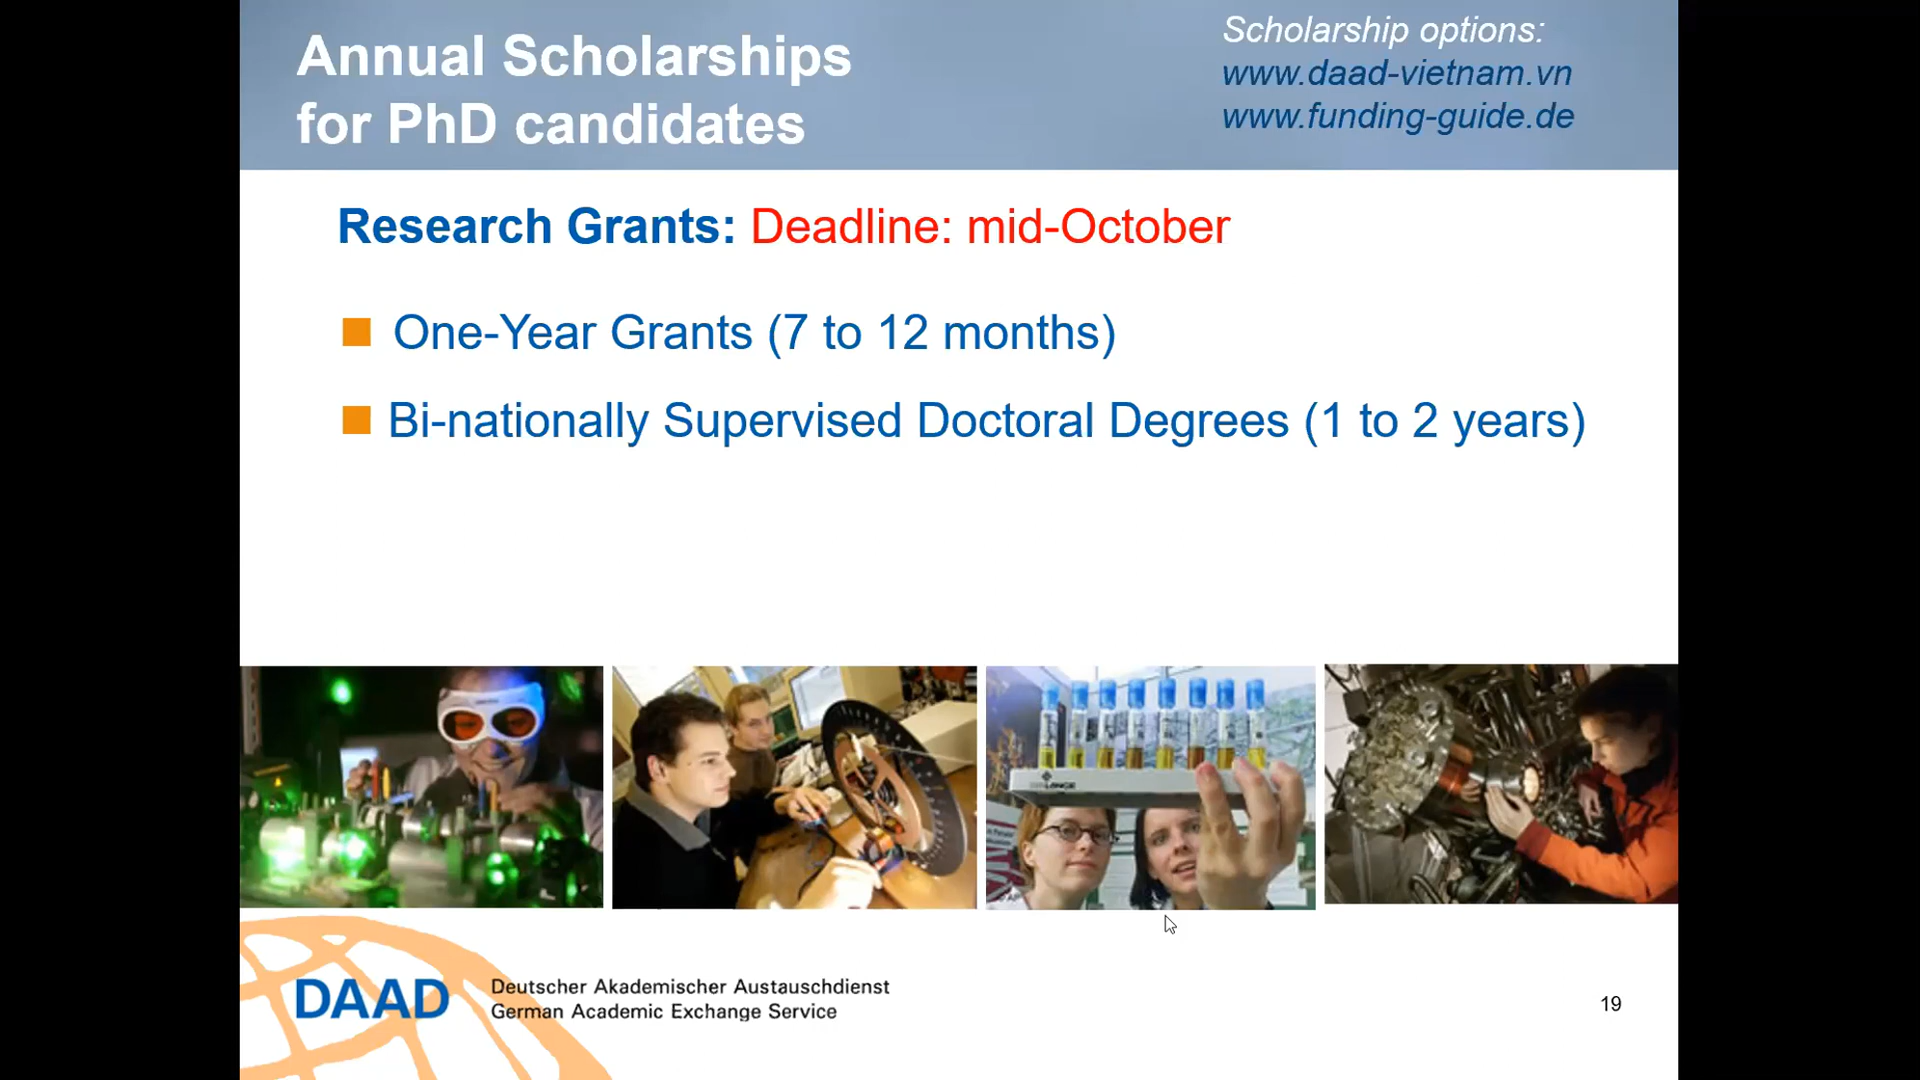 Annual Scholarships
for PhD candidates
Scholarship options:
www.daad-vietnam.vn
www.funding-guide.de
Research Grants: Deadline: mid-October
One-Year Grants (7 to 12 months)
Bi-nationally Supervised Doctoral Degrees (1 to 2 years)
LANGE
DAAD
Deutscher Akademischer Austauschdienst
German Academic Exchange Service
19